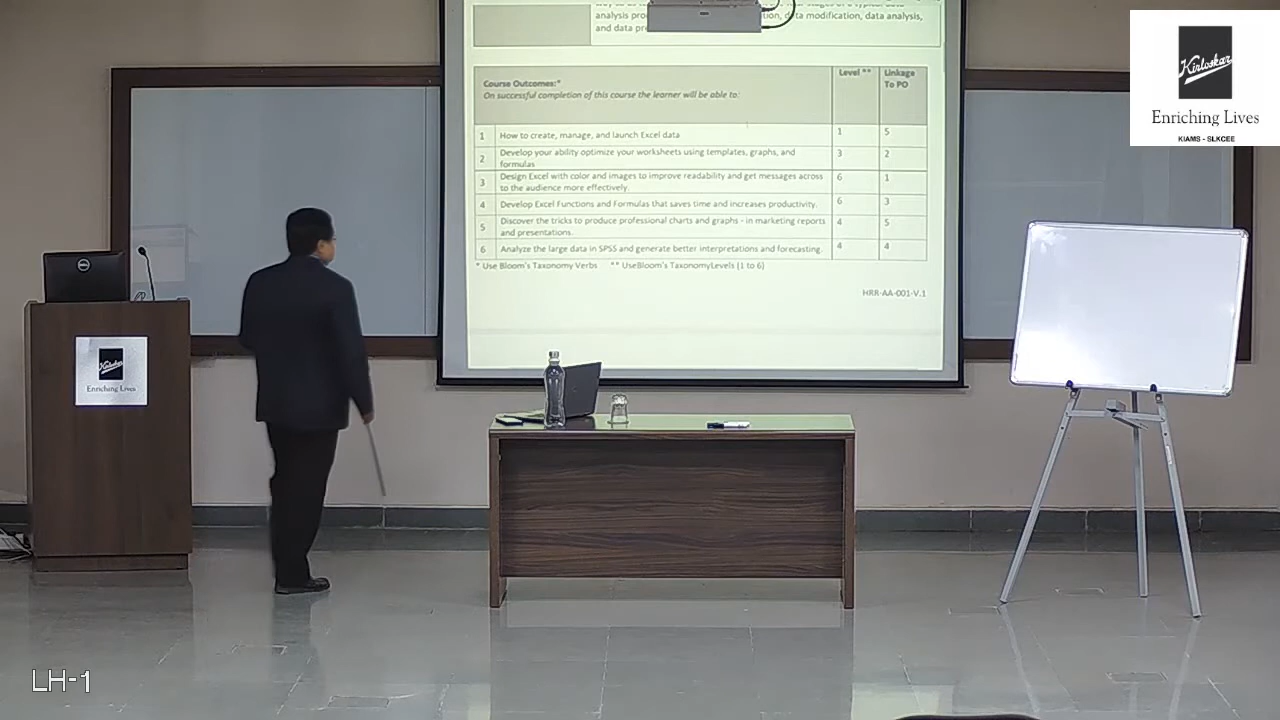 analysis pro
tion, data modification, data analysis,
and data pre
Course Outcomes:*
On successful completion of this course the learner will be able to:
Level **
Linkage
To PO
1 How to create, manage, and launch Excel data 1 5
2 Develop your ability optimize your worksheets using templates, graphs, and
formulas 3 2
3 Design Excel with color and images to improve readability and get messages across
to the audience more effectively. 6 1
4 Develop Excel Functions and Formulas that saves time and increases productivity. 6 3
5 Discover the tricks to produce professional charts and graphs - in marketing reports
and presentations. 4 5
6 Analyze the large data in SPSS and generate better interpretations and forecasting. 4 4
* Use Bloom's Taxonomy Verbs ** UseBloom's TaxonomyLevels (1 to 6)
HRR-AA-001-V.1
Kirloskar
Enriching Lives
KIAMS - SLKCEE
DELL
Kirloskar
Enriching Lives
LH-1